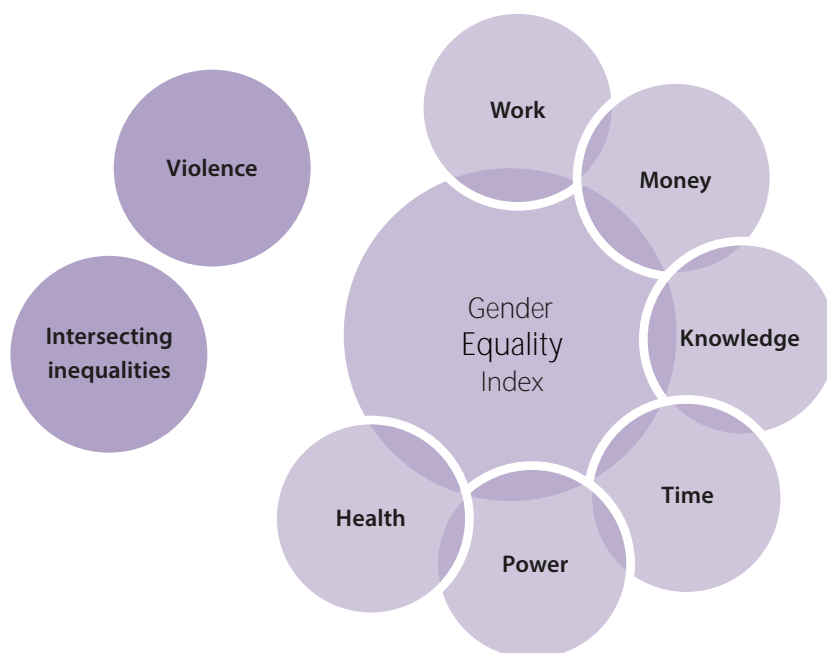 Work
Violence
Money
Gender
Equality
Index
Intersecting
inequalities
Knowledge
Time
Health
Power